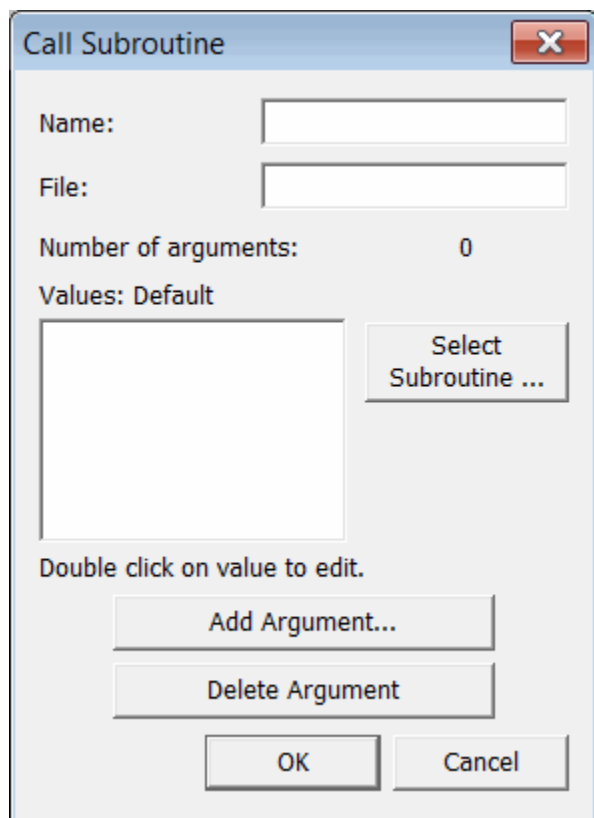 Call Subroutine
Name:
File:
Number of arguments: 0
Values: Default
Select
Subroutine ...
Double click on value to edit.
Add Argument...
Delete Argument
OK Cancel